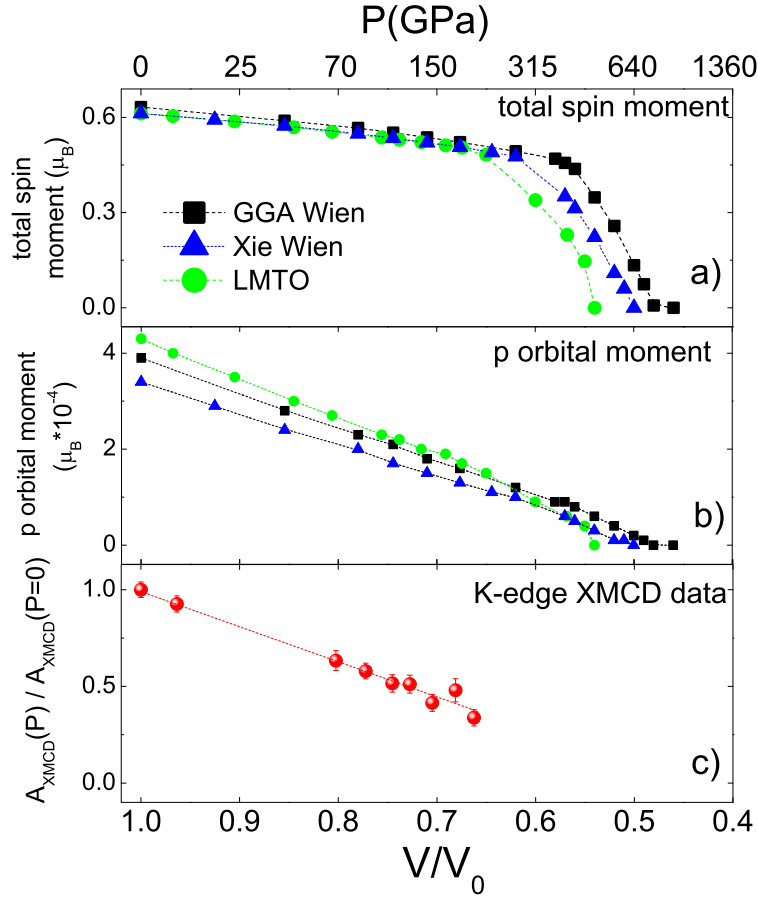 P(GPa)
0 25 70 150 315 640 1360
total spin moment
total spin
moment (μB)
0.6
0.3
0.0
GGA Wien
Xie Wien
LMTO
a)
p orbital moment
p orbital moment
(μB*10-4)
4
2
0
b)
K-edge XMCD data
AXMCD(P) / AXMCD(P=0)
1.0
0.5
0.0
c)
1.0 0.9 0.8 0.7 0.6 0.5 0.4
V/V0